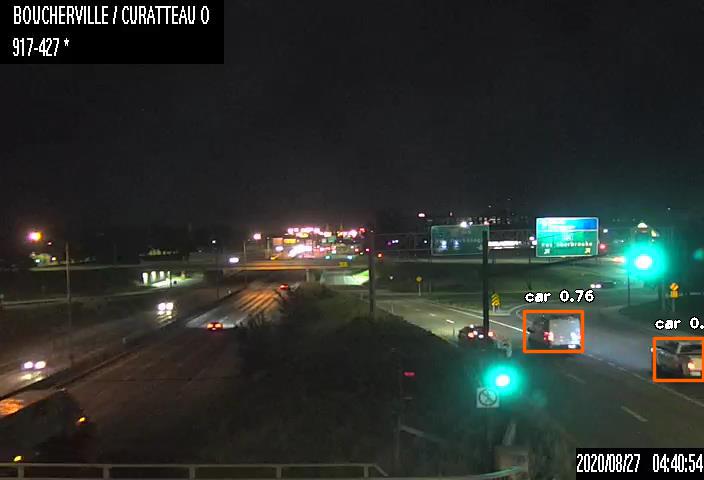 BOUCHERVILLE / CURATTEAU O
917-427 *
car 0.76
car 0.
2020/08/27 04:40:54